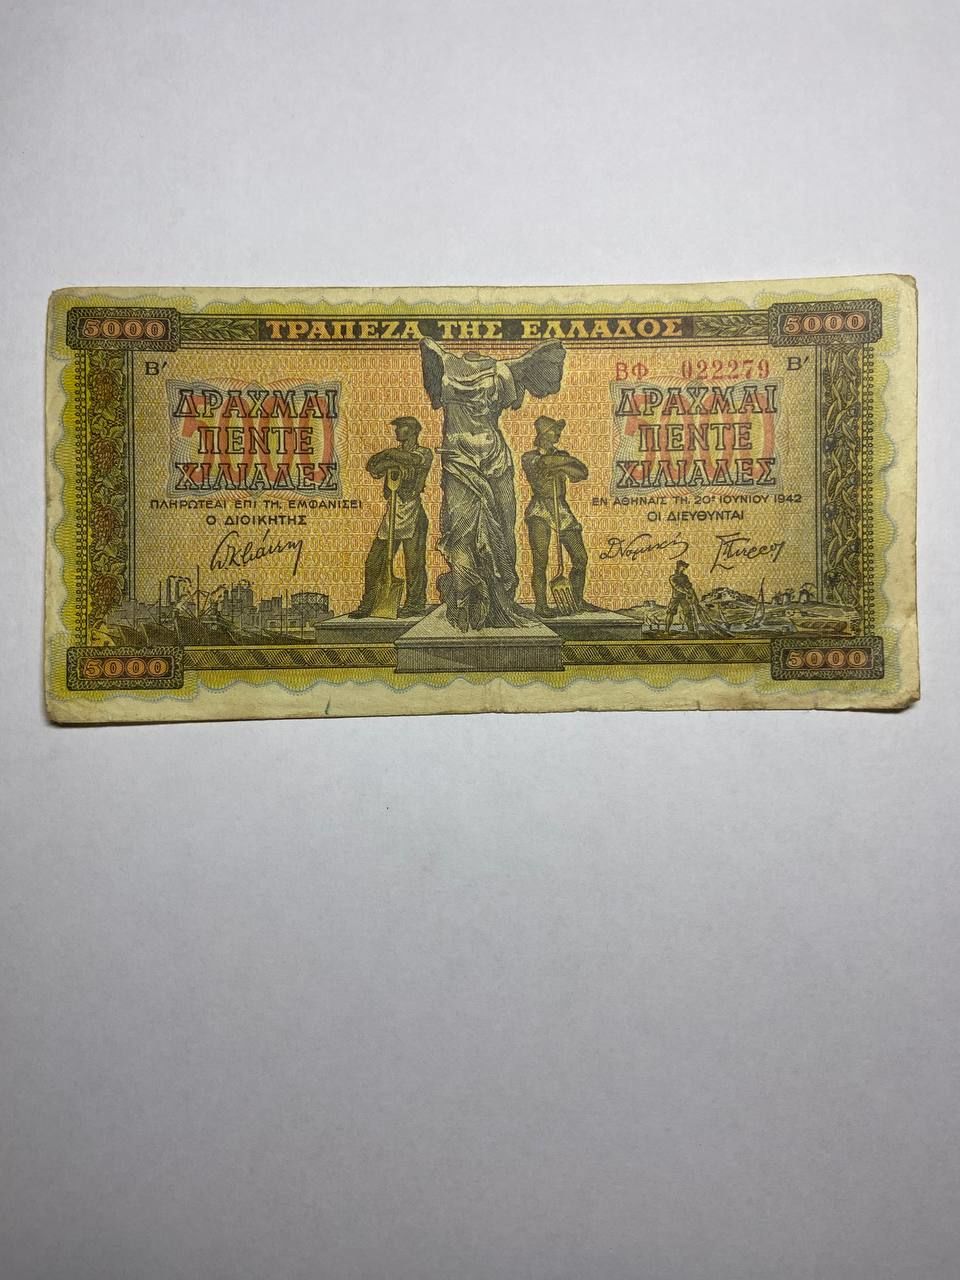 5000 ΤΡΑΠΕΖΑ ΤΗΣ ΕΛΛΑΔΟΣ 5000
Β′ ΒΦ 022279 Β′
ΔΡΑΧΜΑΙ
ΠΕΝΤΕ
ΧΙΛΙΑΔΕΣ
ΠΛΗΡΩΤΕΑΙ ΕΠΙ ΤΗ, ΕΜΦΑΝΙΣΕΙ
Ο ΔΙΟΙΚΗΤΗΣ
ΔΡΑΧΜΑΙ
ΠΕΝΤΕ
ΧΙΛΙΑΔΕΣ
ΕΝ ΑΘΗΝΑΙΣ ΤΗ, 20ῃ ΙΟΥΝΙΟΥ 1942
ΟΙ ΔΙΕΥΘΥΝΤΑΙ
5000 5000